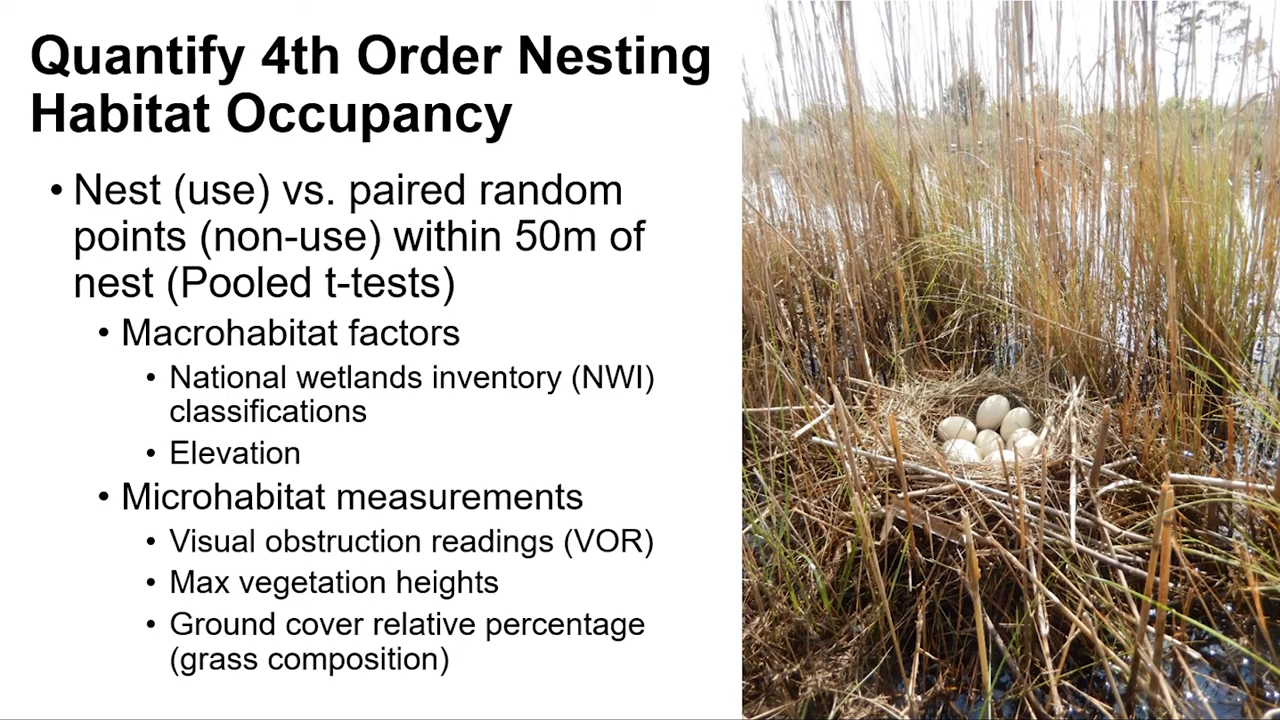 Quantify 4th Order Nesting
Habitat Occupancy
• Nest (use) vs. paired random
points (non-use) within 50m of
nest (Pooled t-tests)
• Macrohabitat factors
• National wetlands inventory (NWI)
classifications
• Elevation
• Microhabitat measurements
• Visual obstruction readings (VOR)
• Max vegetation heights
• Ground cover relative percentage
(grass composition)